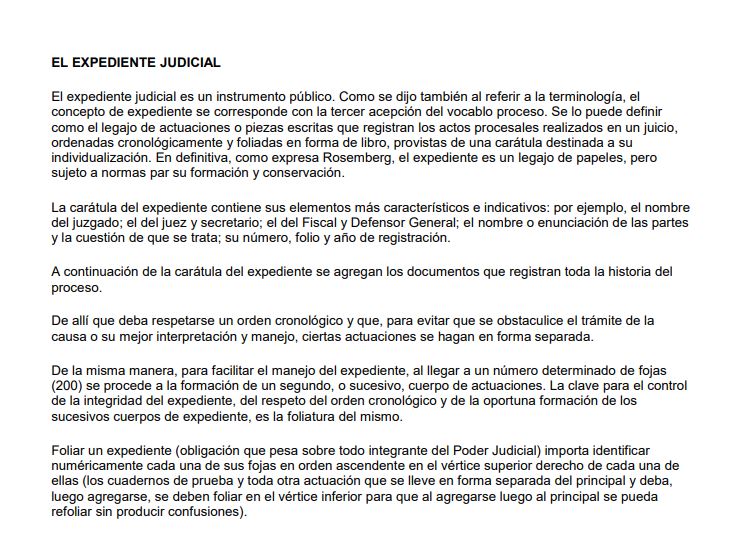 EL EXPEDIENTE JUDICIAL
El expediente judicial es un instrumento público. Como se dijo también al referir a la terminología, el
concepto de expediente se corresponde con la tercer acepción del vocablo proceso. Se lo puede definir
como el legajo de actuaciones o piezas escritas que registran los actos procesales realizados en un juicio,
ordenadas cronológicamente y foliadas en forma de libro, provistas de una carátula destinada a su
individualización. En definitiva, como expresa Rosemberg, el expediente es un legajo de papeles, pero
sujeto a normas par su formación y conservación.
La carátula del expediente contiene sus elementos más característicos e indicativos: por ejemplo, el nombre
del juzgado; el del juez y secretario; el del Fiscal y Defensor General; el nombre o enunciación de las partes
y la cuestión de que se trata; su número, folio y año de registración.
A continuación de la carátula del expediente se agregan los documentos que registran toda la historia del
proceso.
De allí que deba respetarse un orden cronológico y que, para evitar que se obstaculice el trámite de la
causa o su mejor interpretación y manejo, ciertas actuaciones se hagan en forma separada.
De la misma manera, para facilitar el manejo del expediente, al llegar a un número determinado de fojas
(200) se procede a la formación de un segundo, o sucesivo, cuerpo de actuaciones. La clave para el control
de la integridad del expediente, del respeto del orden cronológico y de la oportuna formación de los
sucesivos cuerpos de expediente, es la foliatura del mismo.
Foliar un expediente (obligación que pesa sobre todo integrante del Poder Judicial) importa identificar
numéricamente cada una de sus fojas en orden ascendente en el vértice superior derecho de cada una de
ellas (los cuadernos de prueba y toda otra actuación que se lleve en forma separada del principal y deba,
luego agregarse, se deben foliar en el vértice inferior para que al agregarse luego al principal se pueda
refoliar sin producir confusiones).